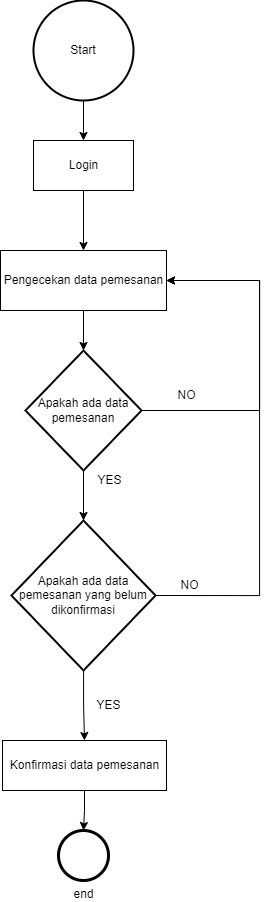 Start
Login
Pengecekan data pemesanan
Apakah ada data
pemesanan
NO
YES
Apakah ada data
pemesanan yang belum
dikonfirmasi
NO
YES
Konfirmasi data pemesanan
end